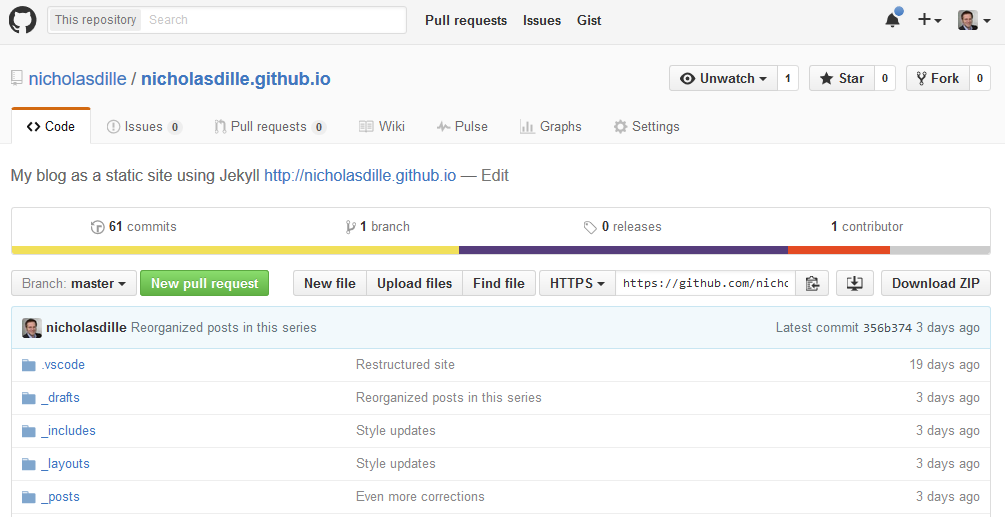 This repository Search Pull requests Issues Gist
nicholasdille / nicholasdille.github.io Unwatch 1 Star 0 Fork 0
Code Issues 0 Pull requests 0 Wiki Pulse Graphs Settings
My blog as a static site using Jekyll http://nicholasdille.github.io — Edit
61 commits 1 branch 0 releases 1 contributor
Branch: master New pull request New file Upload files Find file HTTPS https://github.com/nicho Download ZIP
nicholasdille Reorganized posts in this series Latest commit 356b374 3 days ago
.vscode Restructured site 19 days ago
_drafts Reorganized posts in this series 3 days ago
_includes Style updates 3 days ago
_layouts Style updates 3 days ago
_posts Even more corrections 3 days ago